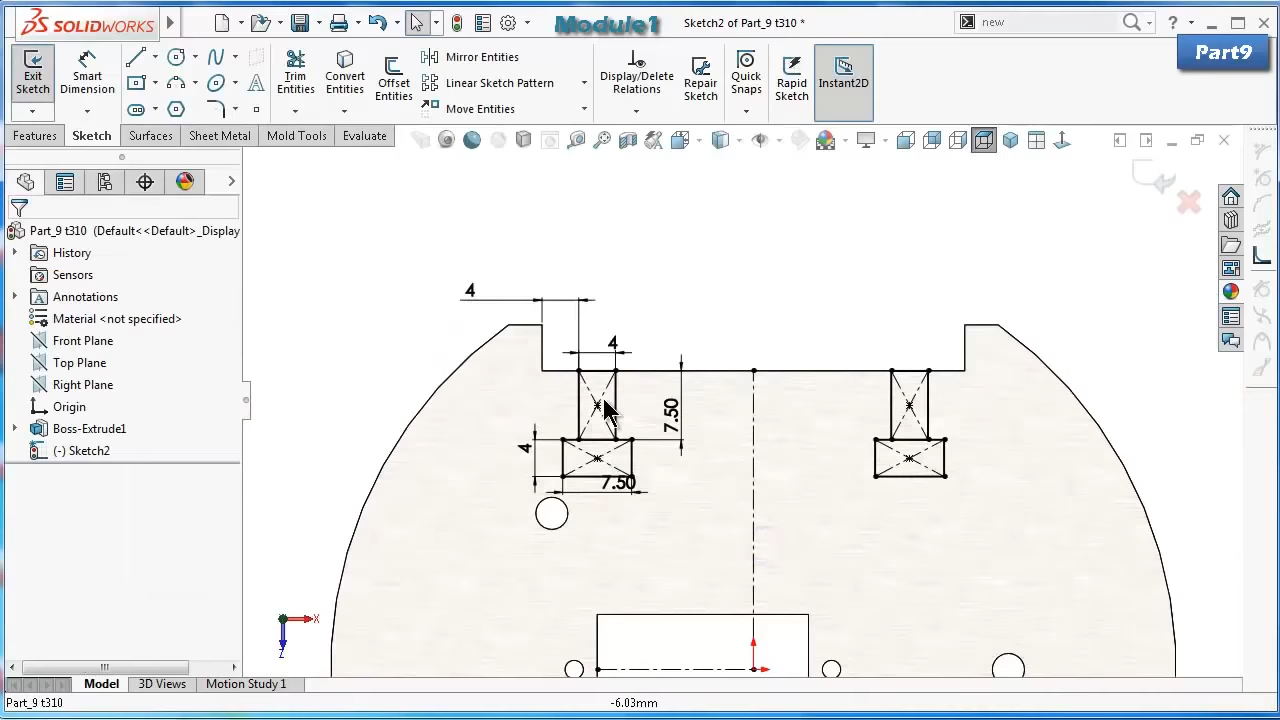 SOLIDWORKS
Module1
Sketch2 of Part_9 t310 *
new
?
Part9
Exit Sketch
Smart Dimension
Trim Entities
Convert Entities
Offset Entities
Mirror Entities
Linear Sketch Pattern
Move Entities
Display/Delete Relations
Repair Sketch
Quick Snaps
Rapid Sketch
Instant2D
Features
Sketch
Surfaces
Sheet Metal
Mold Tools
Evaluate
Part_9 t310 (Default<<Default>_Display
History
Sensors
Annotations
Material <not specified>
Front Plane
Top Plane
Right Plane
Origin
Boss-Extrude1
(-) Sketch2
4
4
7.50
4
7.50
X
Z
Model
3D Views
Motion Study 1
Part_9 t310
-6.03mm